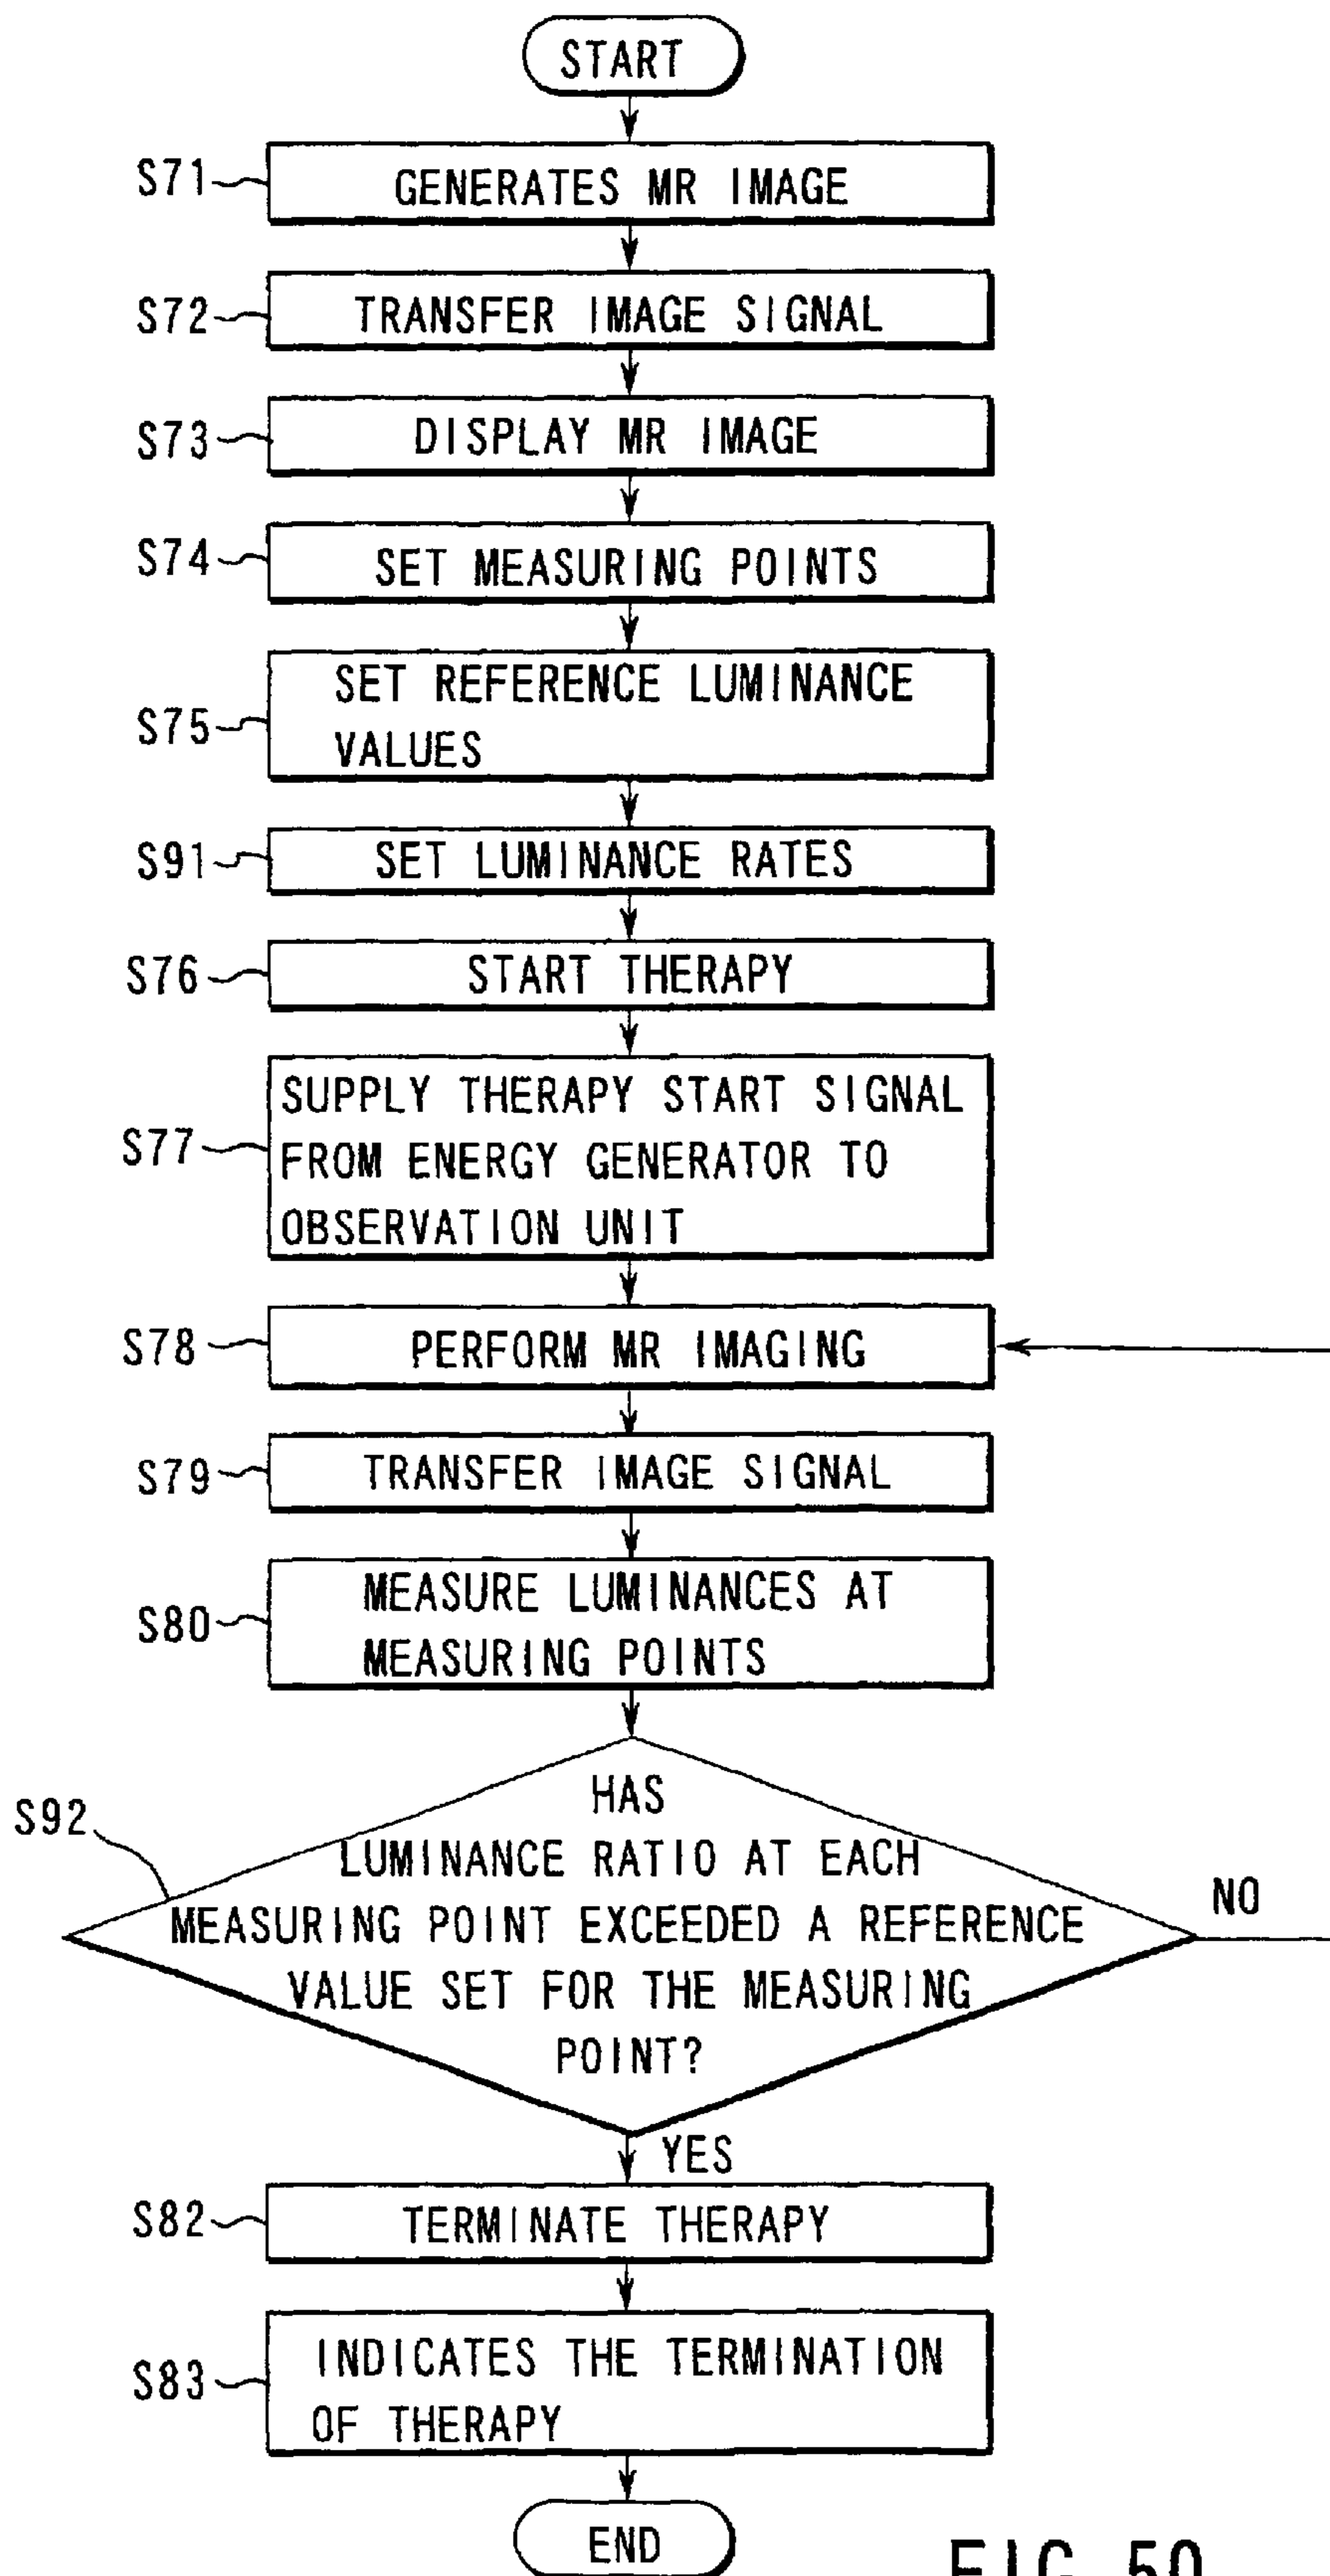 START
S71
GENERATES MR IMAGE
S72
TRANSFER IMAGE SIGNAL
S73
DISPLAY MR IMAGE
S74
SET MEASURING POINTS
S75
SET REFERENCE LUMINANCE
VALUES
S91
SET LUMINANCE RATES
S76
START THERAPY
S77
SUPPLY THERAPY START SIGNAL
FROM ENERGY GENERATOR TO
OBSERVATION UNIT
S78
PERFORM MR IMAGING
S79
TRANSFER IMAGE SIGNAL
S80
MEASURE LUMINANCES AT
MEASURING POINTS
S92
HAS
LUMINANCE RATIO AT EACH
MEASURING POINT EXCEEDED A REFERENCE
VALUE SET FOR THE MEASURING
POINT?
NO
YES
S82
TERMINATE THERAPY
S83
INDICATES THE TERMINATION
OF THERAPY
END
FIG. 50